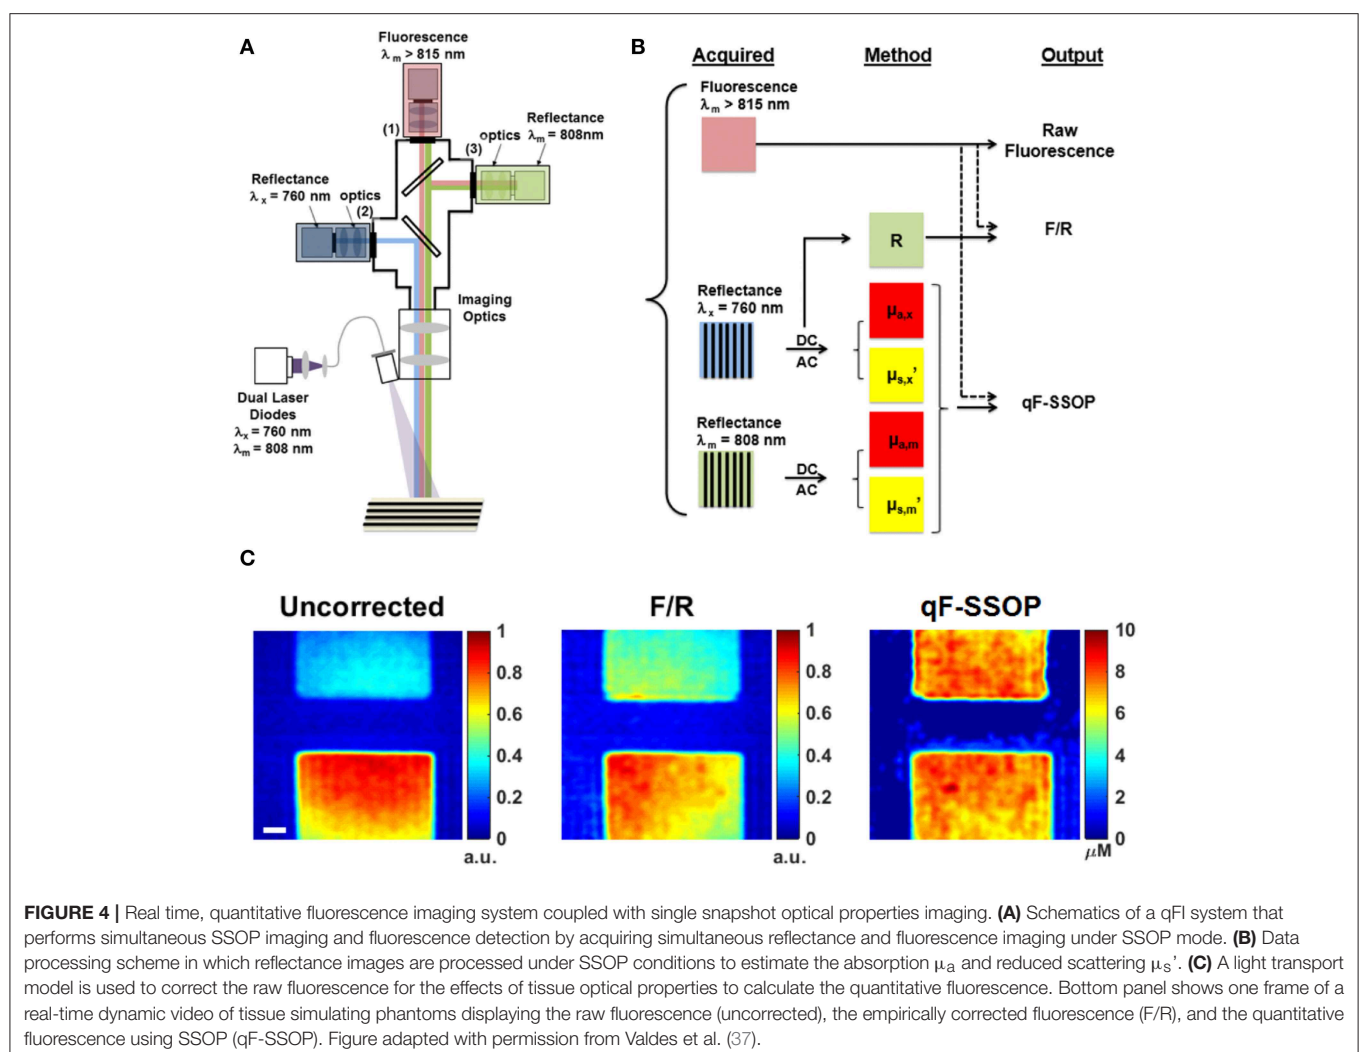 A
Fluorescence
λm > 815 nm
(1)
Reflectance
optics λm = 808nm
(3)
Reflectance
λx = 760 nm optics
(2)
Imaging
Optics
Dual Laser
Diodes
λx = 760 nm
λm = 808 nm
B
Acquired Method Output
Fluorescence
λm > 815 nm
Raw
Fluorescence
R
F/R
Reflectance
λx = 760 nm
DC
AC
μa,x
μs,x’
qF-SSOP
Reflectance
λm = 808 nm
DC
AC
μa,m
μs,m’
C
Uncorrected
1
0.8
0.6
0.4
0.2
0
a.u.
F/R
1
0.8
0.6
0.4
0.2
0
a.u.
qF-SSOP
10
8
6
4
2
0
μM
FIGURE 4 | Real time, quantitative fluorescence imaging system coupled with single snapshot optical properties imaging. (A) Schematics of a qFI system that
performs simultaneous SSOP imaging and fluorescence detection by acquiring simultaneous reflectance and fluorescence imaging under SSOP mode. (B) Data
processing scheme in which reflectance images are processed under SSOP conditions to estimate the absorption μa and reduced scattering μs’. (C) A light transport
model is used to correct the raw fluorescence for the effects of tissue optical properties to calculate the quantitative fluorescence. Bottom panel shows one frame of a
real-time dynamic video of tissue simulating phantoms displaying the raw fluorescence (uncorrected), the empirically corrected fluorescence (F/R), and the quantitative
fluorescence using SSOP (qF-SSOP). Figure adapted with permission from Valdes et al. (37).